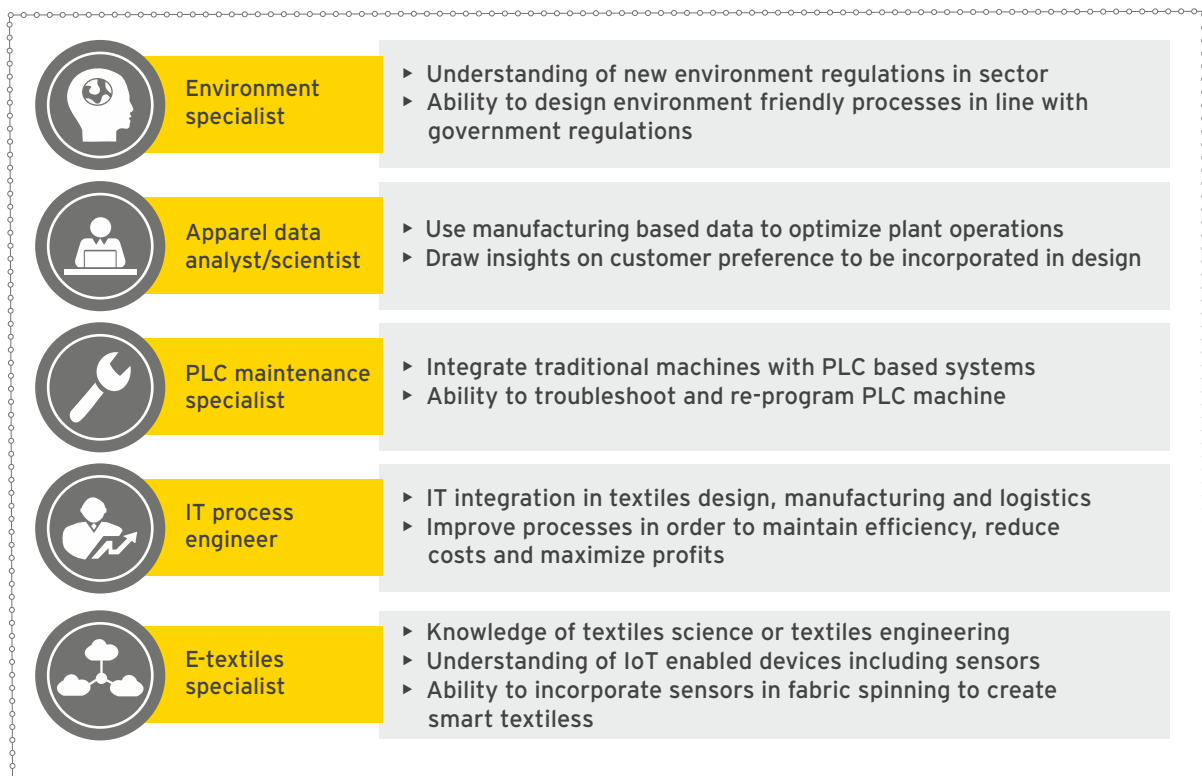 Environment
specialist
▸ Understanding of new environment regulations in sector
▸ Ability to design environment friendly processes in line with
government regulations
Apparel data
analyst/scientist
▸ Use manufacturing based data to optimize plant operations
▸ Draw insights on customer preference to be incorporated in design
PLC maintenance
specialist
▸ Integrate traditional machines with PLC based systems
▸ Ability to troubleshoot and re-program PLC machine
IT process
engineer
▸ IT integration in textiles design, manufacturing and logistics
▸ Improve processes in order to maintain efficiency, reduce
costs and maximize profits
E-textiles
specialist
▸ Knowledge of textiles science or textiles engineering
▸ Understanding of IoT enabled devices including sensors
▸ Ability to incorporate sensors in fabric spinning to create
smart textiless